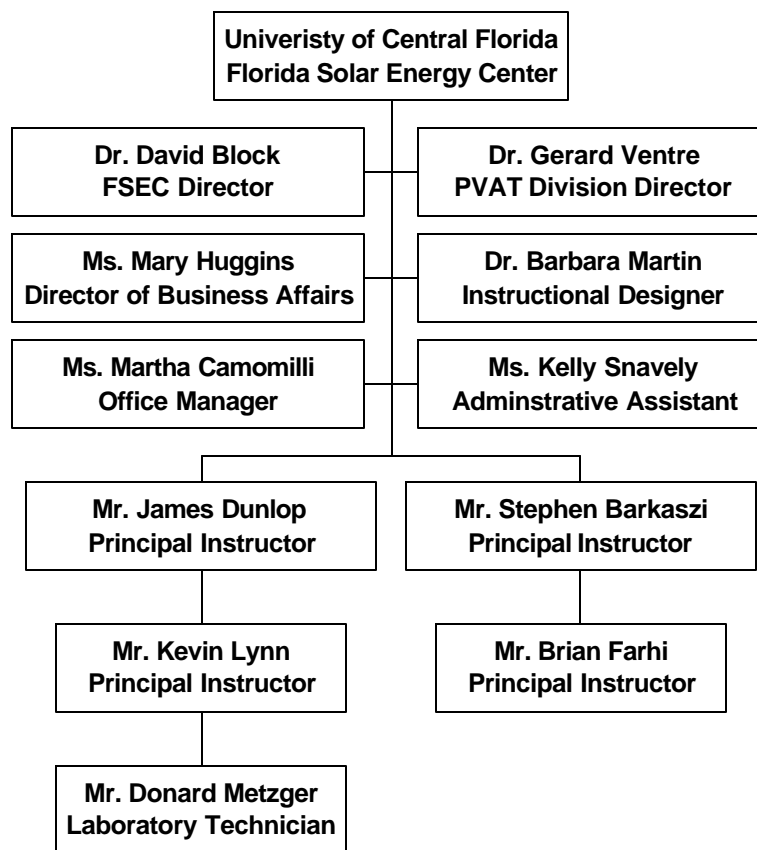 Univeristy of Central Florida
Florida Solar Energy Center
Dr. David Block
FSEC Director
Dr. Gerard Ventre
PVAT Division Director
Ms. Mary Huggins
Director of Business Affairs
Dr. Barbara Martin
Instructional Designer
Ms. Martha Camomilli
Office Manager
Ms. Kelly Snavely
Adminstrative Assistant
Mr. James Dunlop
Principal Instructor
Mr. Stephen Barkaszi
Principal Instructor
Mr. Kevin Lynn
Principal Instructor
Mr. Brian Farhi
Principal Instructor
Mr. Donard Metzger
Laboratory Technician